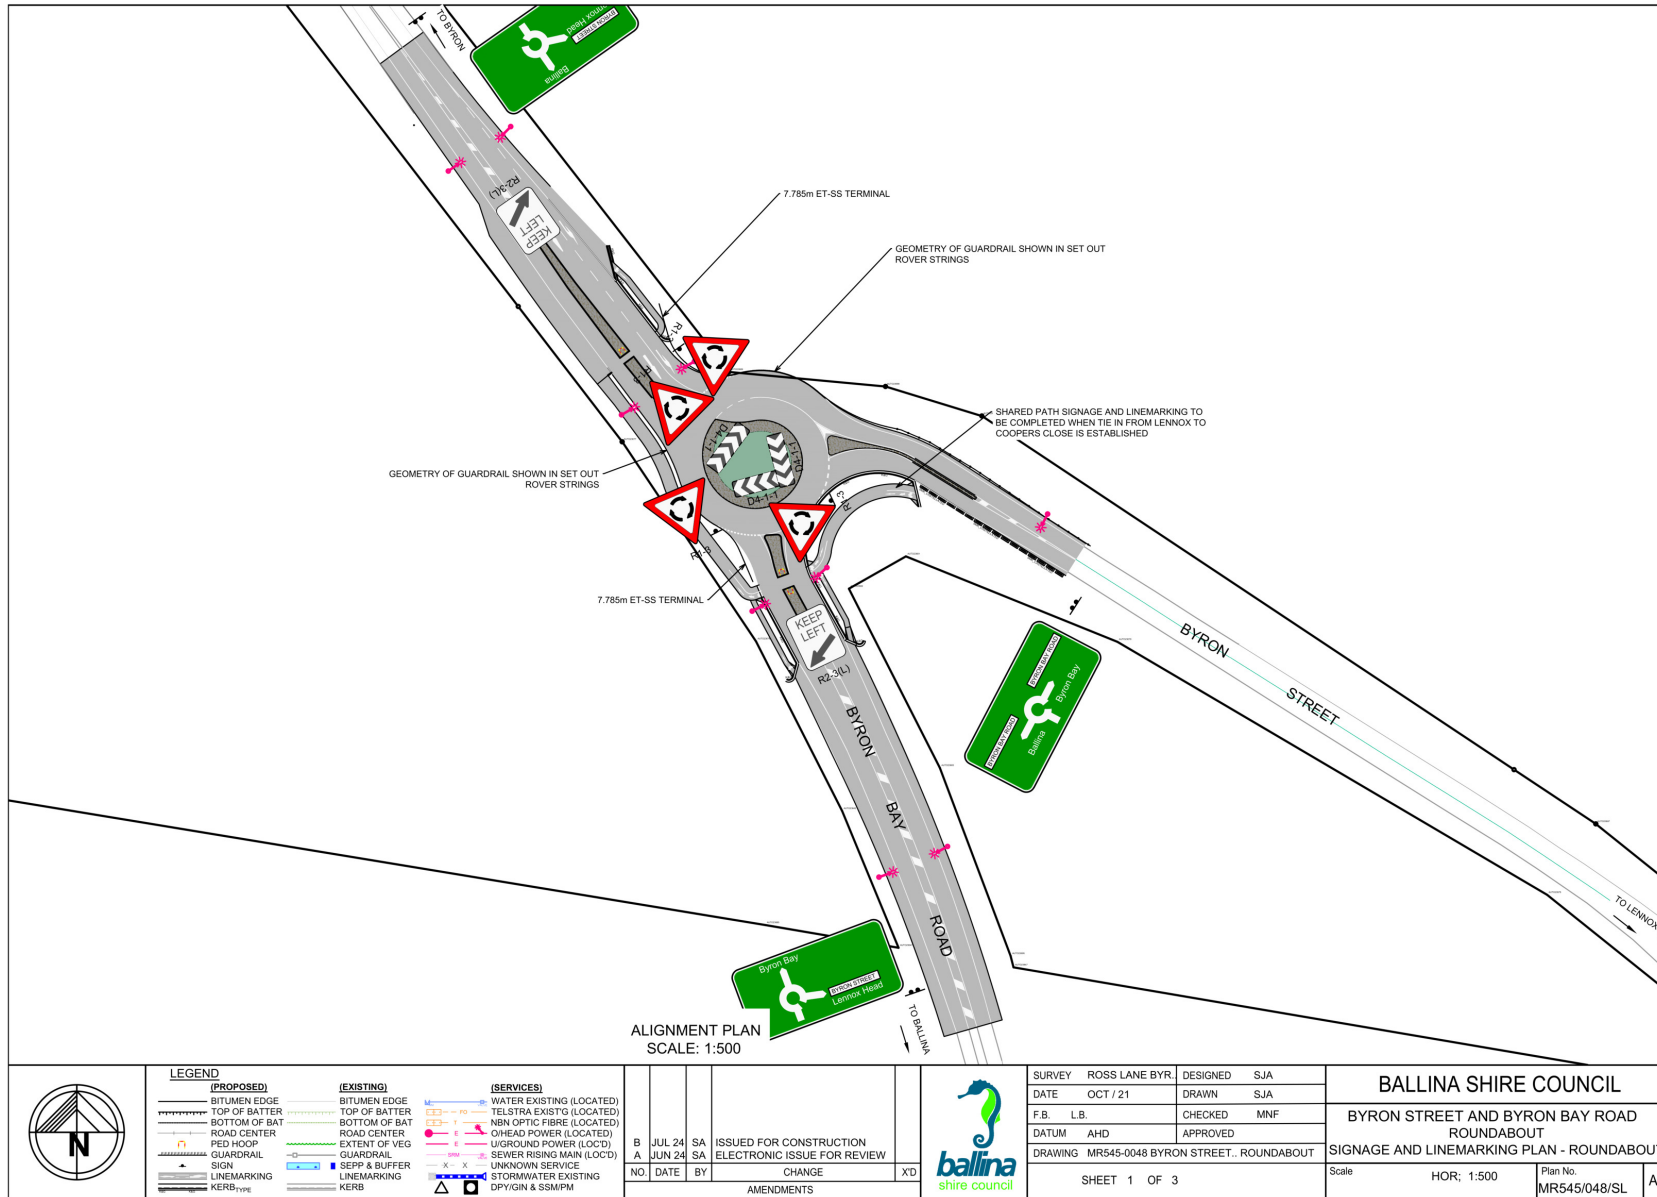 TO BYRON
nnox Head
BYRON STREET
Ballina
R2-3(L)
KEEP
LEFT
7.785m ET-SS TERMINAL
GEOMETRY OF GUARDRAIL SHOWN IN SET OUT
ROVER STRINGS
R1-3
R1-3
SHARED PATH SIGNAGE AND LINEMARKING TO
BE COMPLETED WHEN TIE IN FROM LENNOX TO
COOPERS CLOSE IS ESTABLISHED
D4-1-1
D4-1-1
D4-1-1
GEOMETRY OF GUARDRAIL SHOWN IN SET OUT
ROVER STRINGS
R1-3
R1-3
7.785m ET-SS TERMINAL
KEEP
LEFT
R2-3(L)
BYRON STREET
BYRON BAY ROAD
Byron Bay
BYRON BAY ROAD
Ballina
BYRON BAY ROAD
TO LENNOX
Byron Bay
BYRON STREET
Lennox Head
TO BALLINA
ALIGNMENT PLAN
SCALE: 1:500
N
LEGEND
(PROPOSED) (EXISTING) (SERVICES)
BITUMEN EDGE BITUMEN EDGE WATER EXISTING (LOCATED)
TOP OF BATTER TOP OF BATTER TELSTRA EXIST'G (LOCATED)
BOTTOM OF BAT BOTTOM OF BAT NBN OPTIC FIBRE (LOCATED)
ROAD CENTER ROAD CENTER O/HEAD POWER (LOCATED)
PED HOOP EXTENT OF VEG U/GROUND POWER (LOC'D)
GUARDRAIL GUARDRAIL SEWER RISING MAIN (LOC'D)
SIGN SEPP & BUFFER UNKNOWN SERVICE
LINEMARKING LINEMARKING STORMWATER EXISTING
KERB TYPE KERB DPY/GIN & SSM/PM
B JUL 24 SA ISSUED FOR CONSTRUCTION
A JUN 24 SA ELECTRONIC ISSUE FOR REVIEW
NO. DATE BY CHANGE X'D
AMENDMENTS
ballina
shire council
SURVEY ROSS LANE BYR. DESIGNED SJA
DATE OCT / 21 DRAWN SJA
F.B. L.B. CHECKED MNF
DATUM AHD APPROVED
DRAWING MR545-0048 BYRON STREET.. ROUNDABOUT
SHEET 1 OF 3
BALLINA SHIRE COUNCIL
BYRON STREET AND BYRON BAY ROAD
ROUNDABOUT
SIGNAGE AND LINEMARKING PLAN - ROUNDABOUT
Scale HOR; 1:500
Plan No.
MR545/048/SL
A